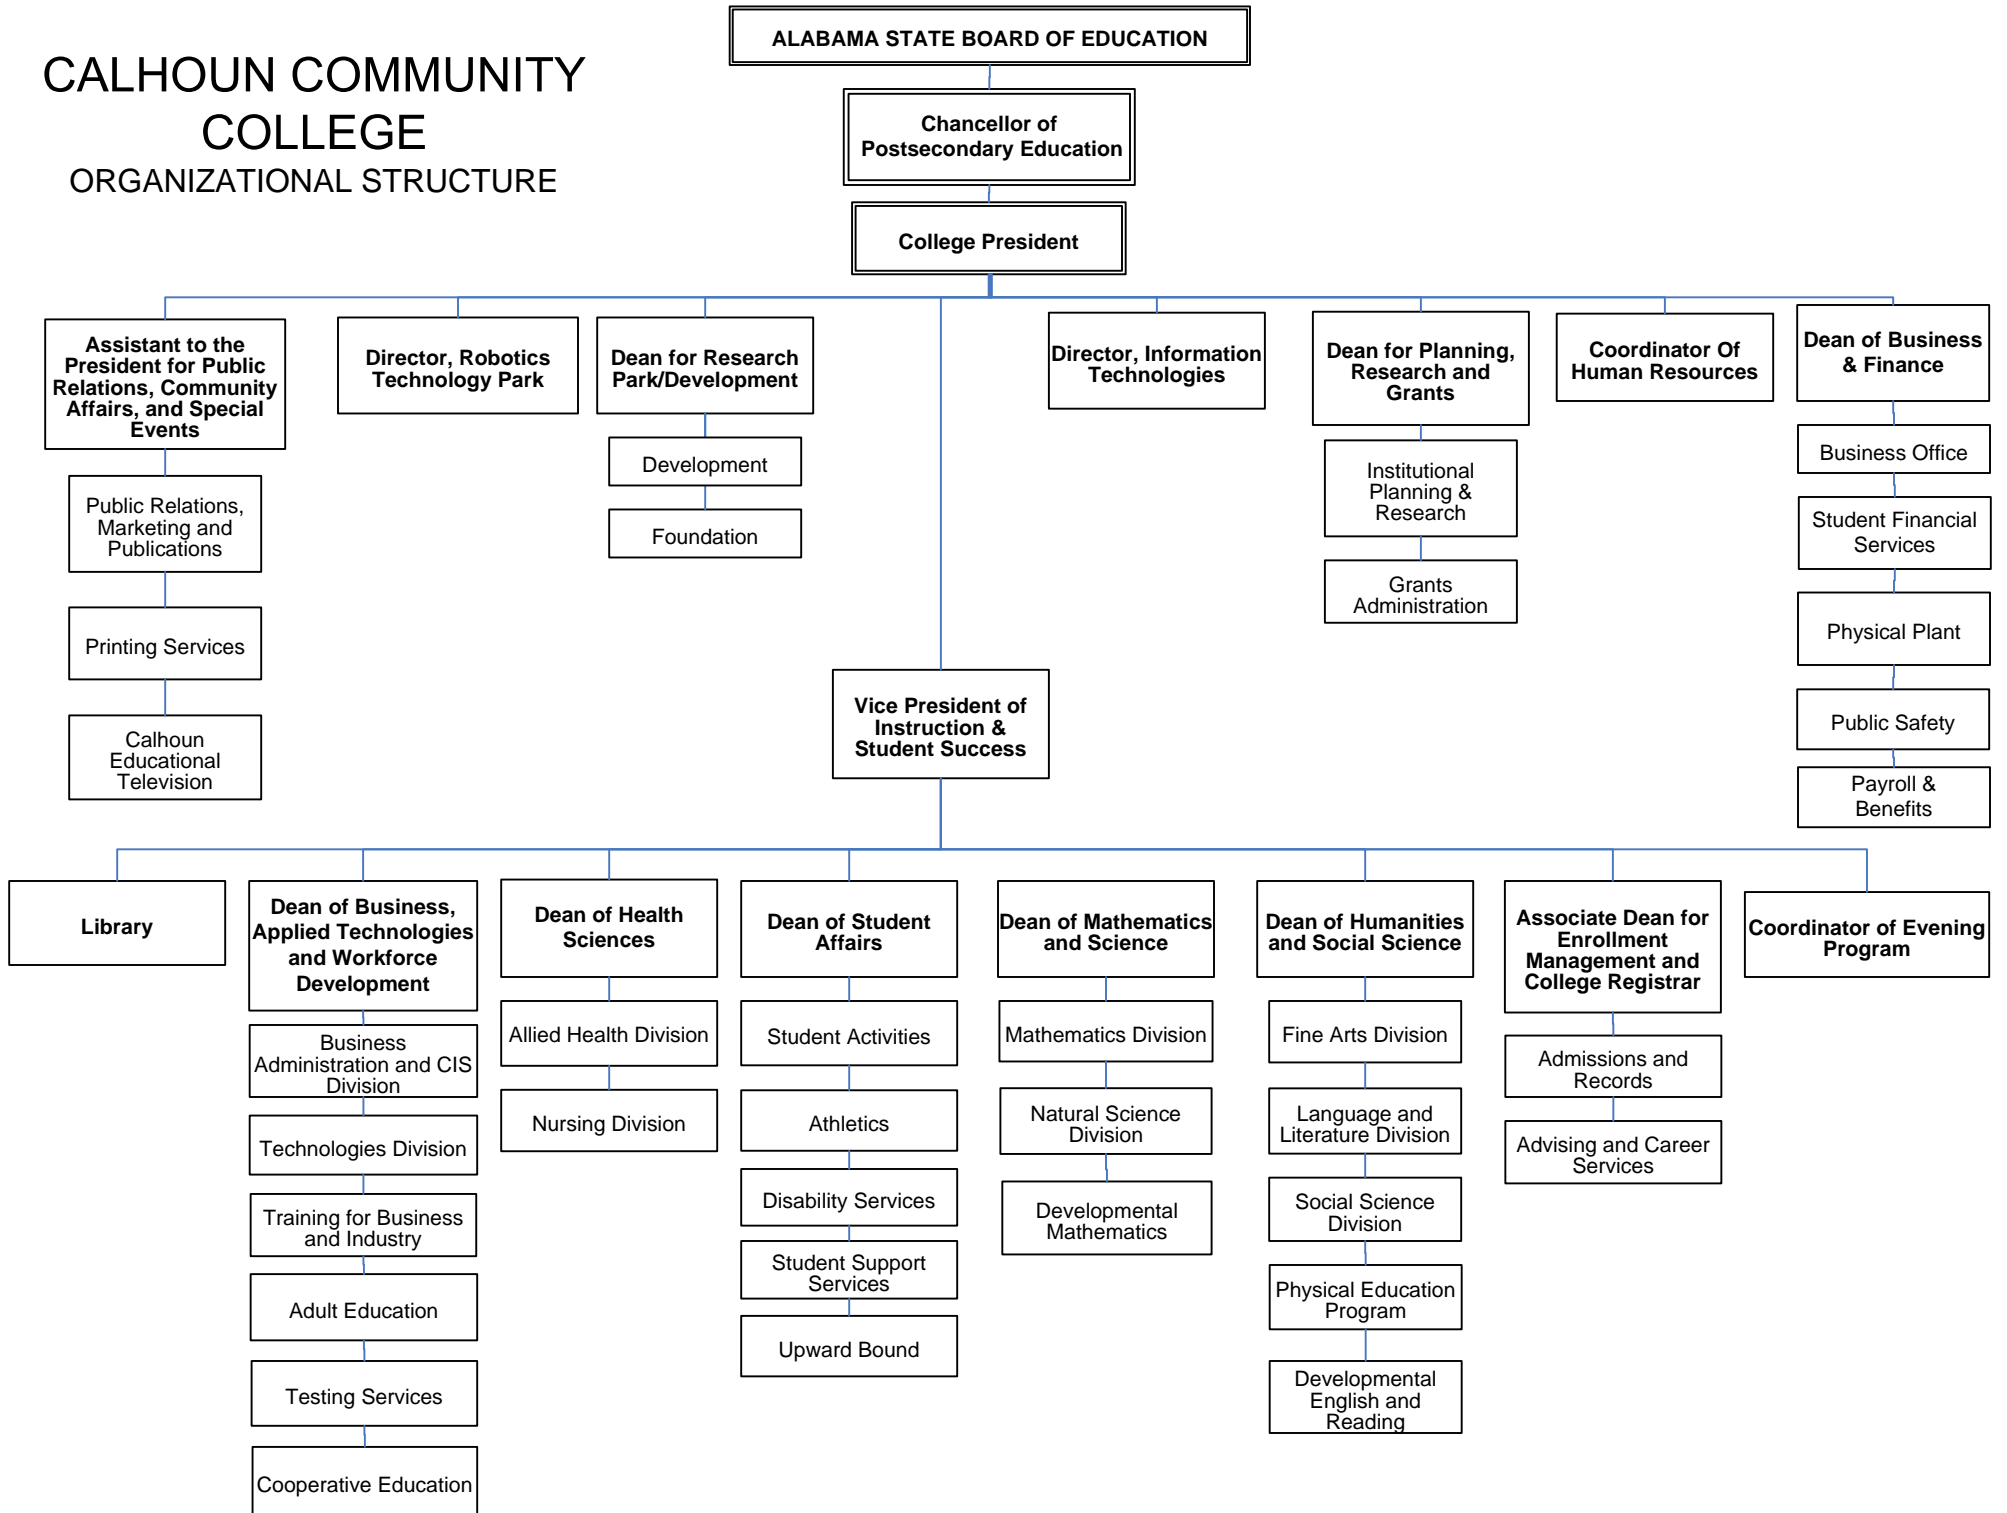 CALHOUN COMMUNITY
COLLEGE
ORGANIZATIONAL STRUCTURE
ALABAMA STATE BOARD OF EDUCATION
Chancellor of
Postsecondary Education
College President
Assistant to the
President for Public
Relations, Community
Affairs, and Special
Events
Public Relations,
Marketing and
Publications
Printing Services
Calhoun
Educational
Television
Director, Robotics
Technology Park
Dean for Research
Park/Development
Development
Foundation
Vice President of
Instruction &
Student Success
Director, Information
Technologies
Dean for Planning,
Research and
Grants
Institutional
Planning &
Research
Grants
Administration
Coordinator Of
Human Resources
Dean of Business
& Finance
Business Office
Student Financial
Services
Physical Plant
Public Safety
Payroll &
Benefits
Library
Dean of Business,
Applied Technologies
and Workforce
Development
Business
Administration and CIS
Division
Technologies Division
Training for Business
and Industry
Adult Education
Testing Services
Cooperative Education
Dean of Health
Sciences
Allied Health Division
Nursing Division
Dean of Student
Affairs
Student Activities
Athletics
Disability Services
Student Support
Services
Upward Bound
Dean of Mathematics
and Science
Mathematics Division
Natural Science
Division
Developmental
Mathematics
Dean of Humanities
and Social Science
Fine Arts Division
Language and
Literature Division
Social Science
Division
Physical Education
Program
Developmental
English and
Reading
Associate Dean for
Enrollment
Management and
College Registrar
Admissions and
Records
Advising and Career
Services
Coordinator of Evening
Program